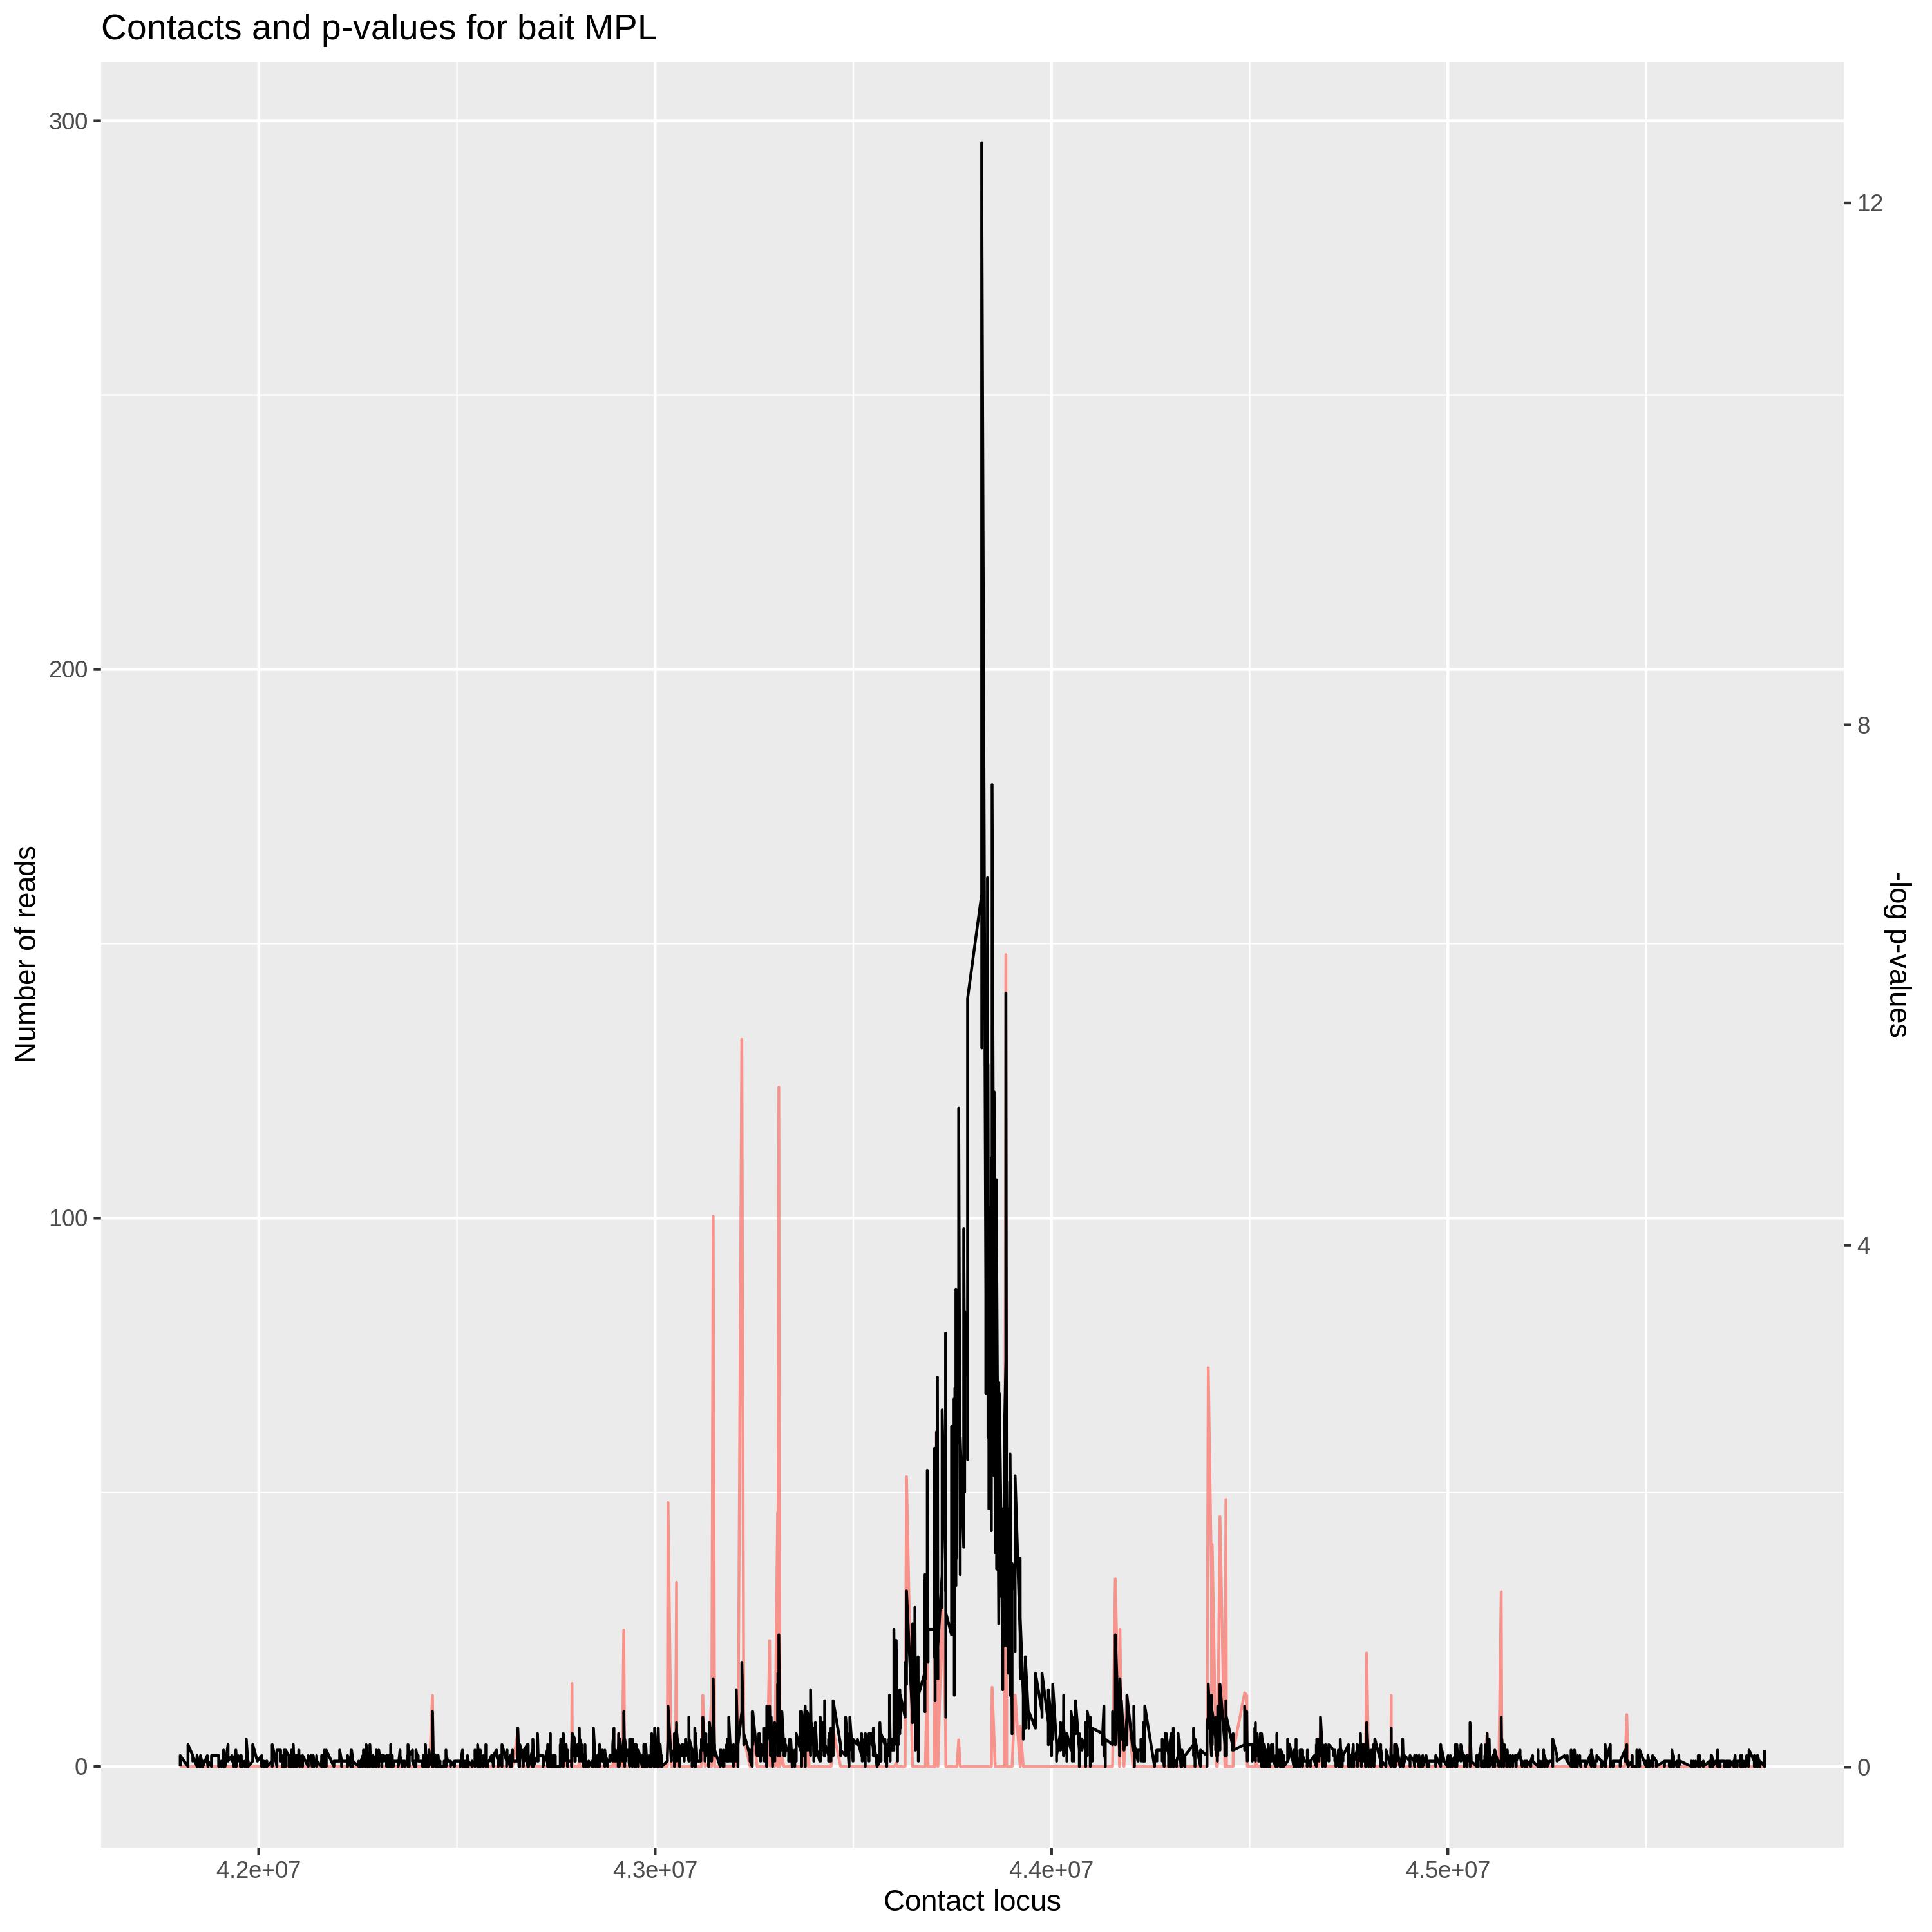 Contacts and p-values for bait MPL
300
200
100
0
Number of reads
12
8
4
0
-log p-values
4.2e+07
4.3e+07
4.4e+07
4.5e+07
Contact locus